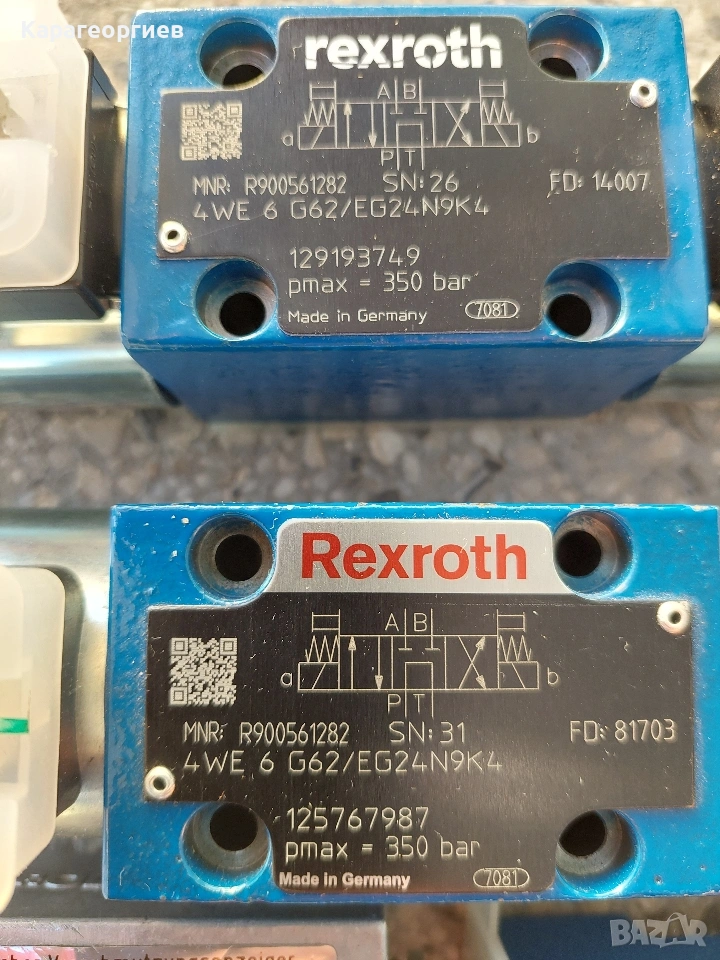 Карагеоргиев
rexroth
A B
a b
P T
MNR: R900561282 SN: 26 FD: 14007
4WE 6 G62/EG24N9K4
129193749
pmax = 350 bar
Made in Germany 7081
Rexroth
A B
a b
P T
MNR: R900561282 SN: 31 FD: 81703
4WE 6 G62/EG24N9K4
125767987
pmax = 350 bar
Made in Germany 7081
BAZAR